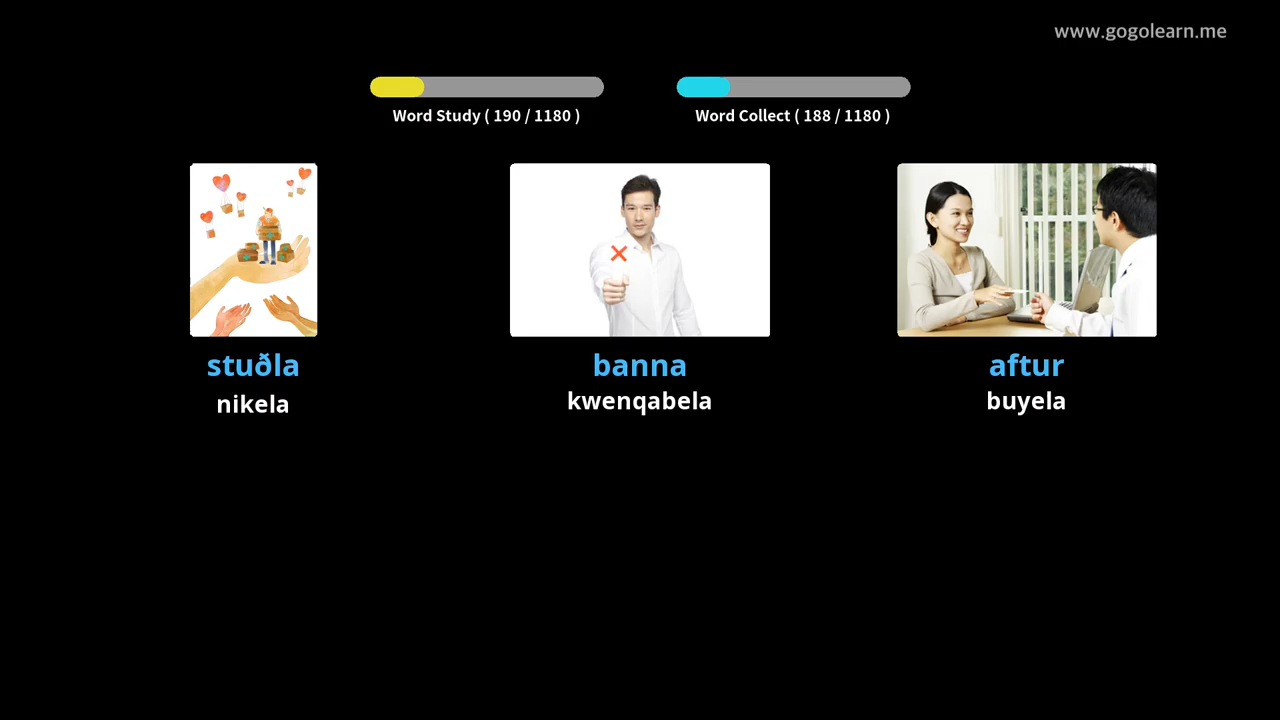 www.gogolearn.me
Word Study ( 190 / 1180 )
Word Collect ( 188 / 1180 )
stuðla
nikela
banna
kwenqabela
aftur
buyela